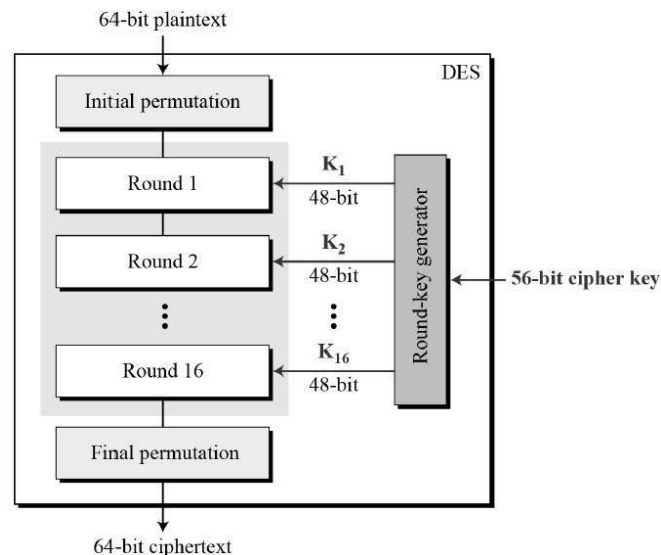 64-bit plaintext
DES
Initial permutation
K1
Round 1
48-bit
K2
Round 2
48-bit
Round-key generator
56-bit cipher key
K16
Round 16
48-bit
Final permutation
64-bit ciphertext